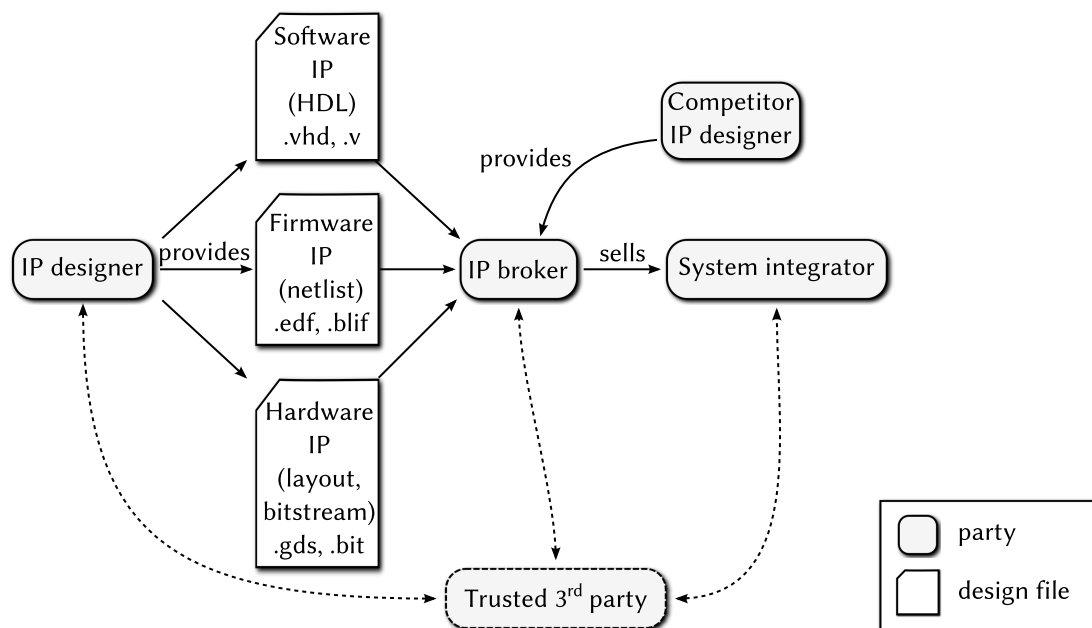 Software
IP
(HDL)
.vhd, .v
Competitor
IP designer
provides
Firmware
IP
(netlist)
.edf, .blif
IP designer
provides
IP broker
sells
System integrator
Hardware
IP
(layout,
bitstream)
.gds, .bit
Trusted 3rd party
party
design file